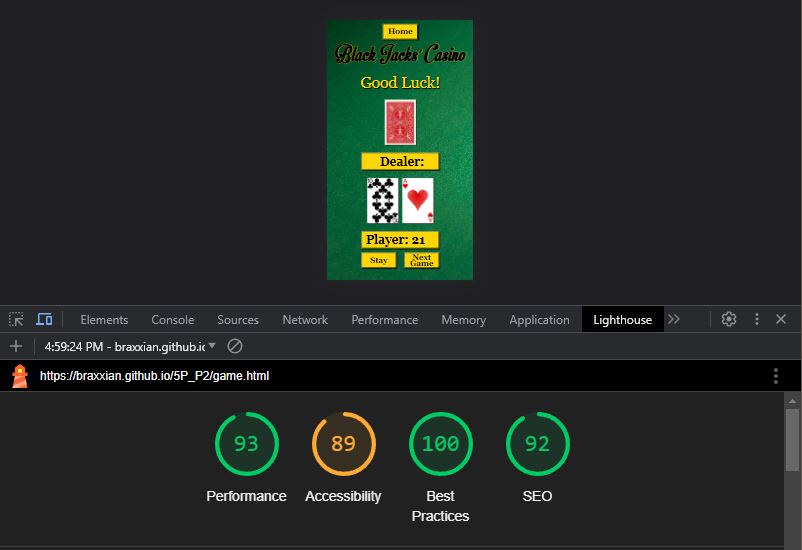 Home
Black Jacks' Casino
Good Luck!
Dealer:
Player: 21
Stay
Next
Game
Elements Console Sources Network Performance Memory Application Lighthouse
4:59:24 PM - braxxian.github.io
https://braxxian.github.io/5P_P2/game.html
93 89 100 92
Performance Accessibility Best Practices SEO